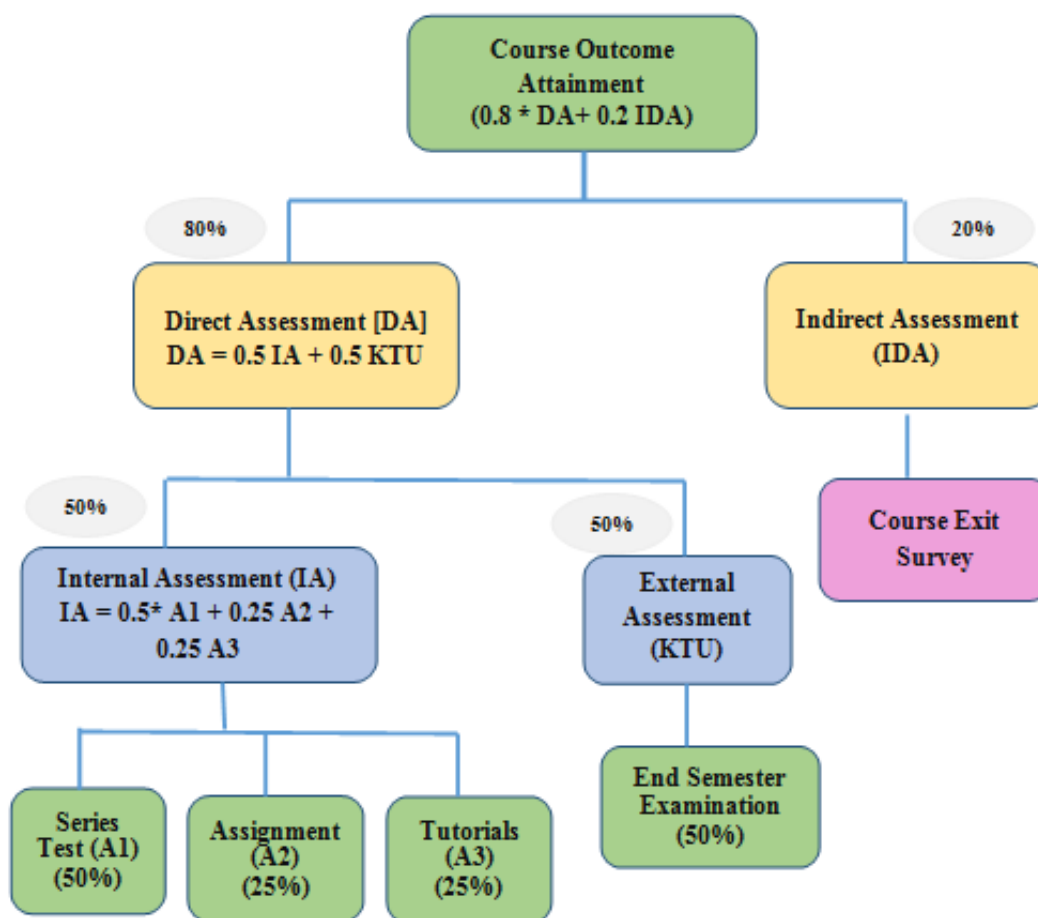 Course Outcome
Attainment
(0.8 * DA+ 0.2 IDA)
80%
20%
Direct Assessment [DA]
DA = 0.5 IA + 0.5 KTU
Indirect Assessment
(IDA)
50%
50%
Course Exit
Survey
Internal Assessment (IA)
IA = 0.5* A1 + 0.25 A2 +
0.25 A3
External
Assessment
(KTU)
Series
Test (A1)
(50%)
Assignment
(A2)
(25%)
Tutorials
(A3)
(25%)
End Semester
Examination
(50%)